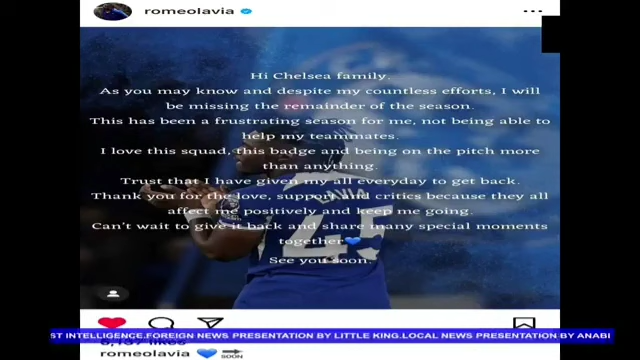 romeolavia
Hi Chelsea family.
As you may know and despite my countless efforts, I will
be missing the remainder of the season.
This has been a frustrating season for me, not being able to
help my teammates.
I love this squad, this badge and being on the pitch more
than anything.
Trust that I have given my all everyday to get back.
Thank you for the love, support and critics because they all
affect me positively and keep me going.
Can't wait to give it back and share many special moments
together💙
See you soon.
LAVIA
45
ST INTELLIGENCE.FOREIGN NEWS PRESENTATION BY LITTLE KING.LOCAL NEWS PRESENTATION BY ANABI
romeolavia 💙 SOON